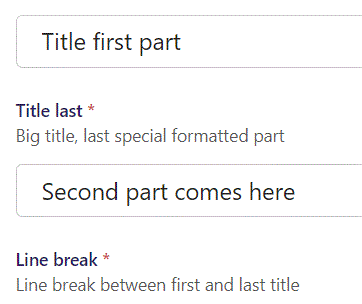 Title first part
Title last *
Big title, last special formatted part
Second part comes here
Line break *
Line break between first and last title